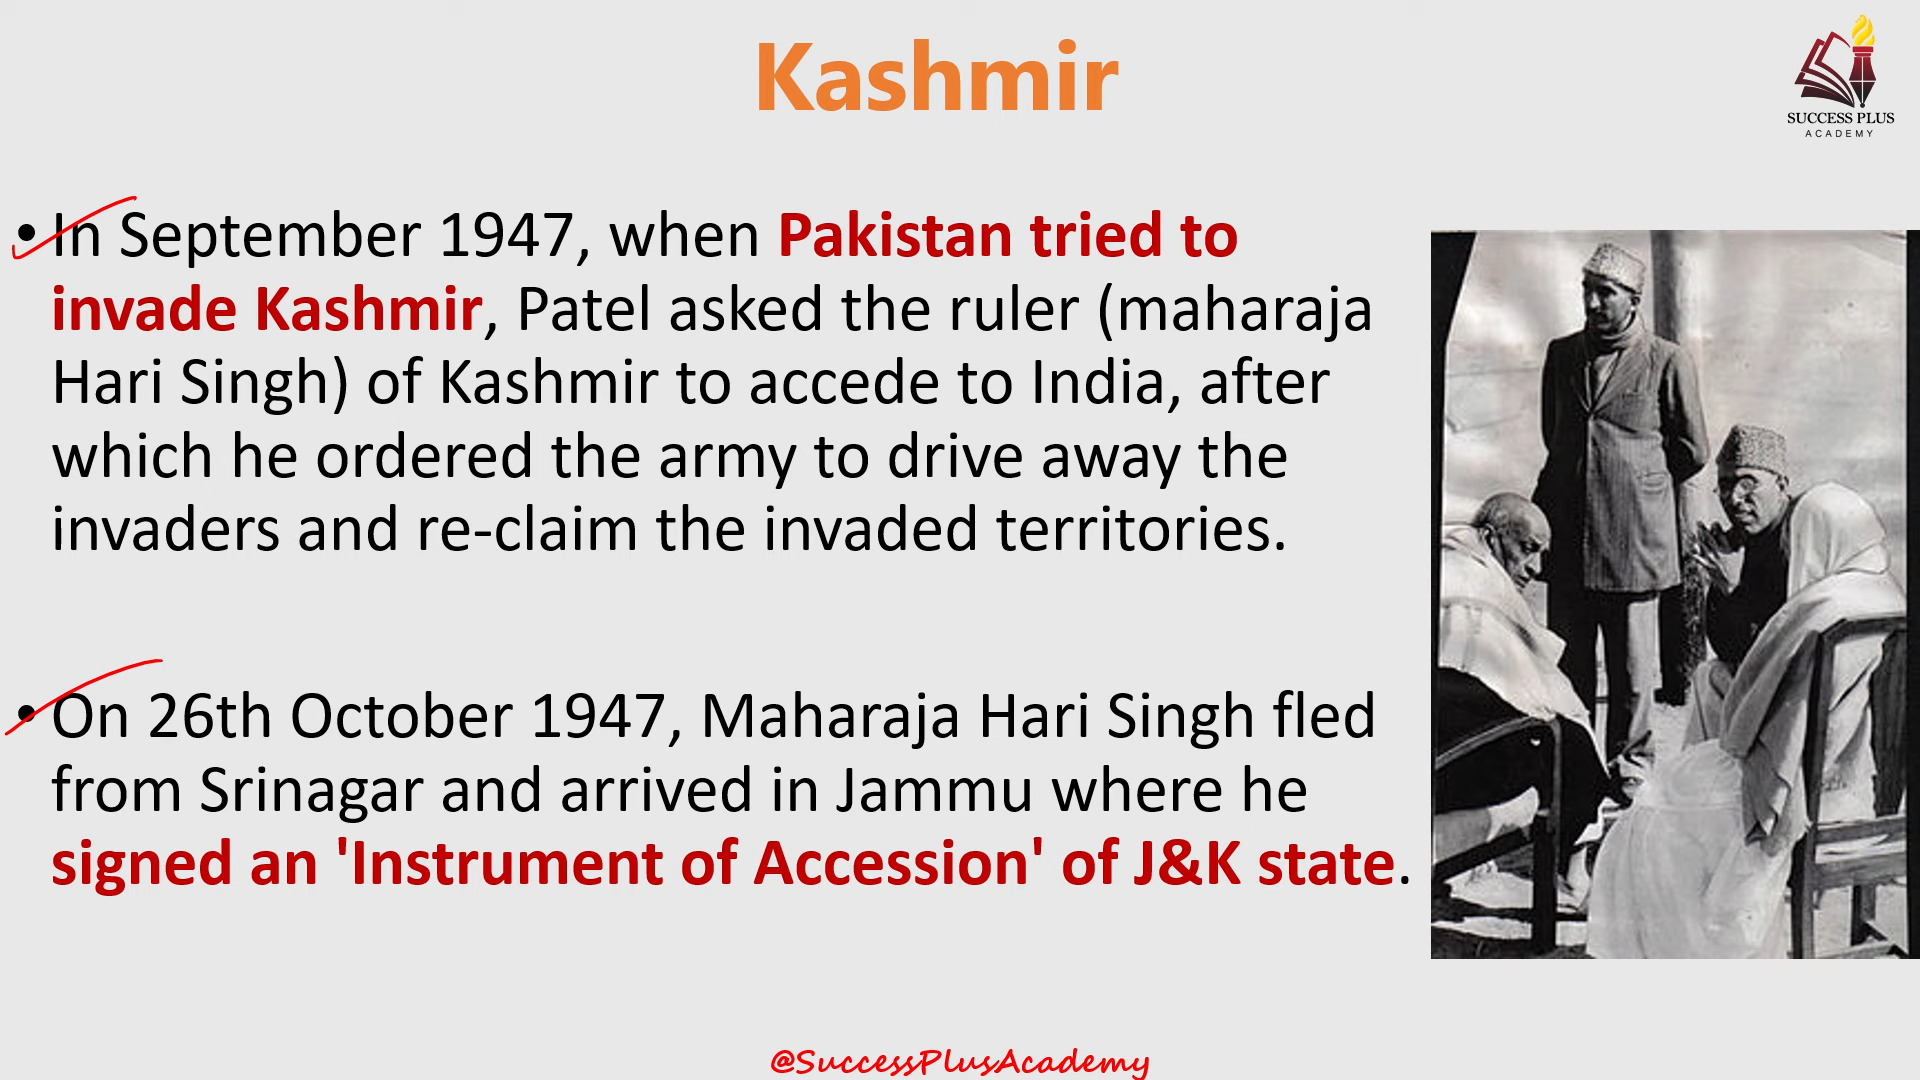 Kashmir
SUCCESS PLUS
ACADEMY
• In September 1947, when Pakistan tried to
invade Kashmir, Patel asked the ruler (maharaja
Hari Singh) of Kashmir to accede to India, after
which he ordered the army to drive away the
invaders and re-claim the invaded territories.
• On 26th October 1947, Maharaja Hari Singh fled
from Srinagar and arrived in Jammu where he
signed an 'Instrument of Accession' of J&K state.
@SuccessPlusAcademy